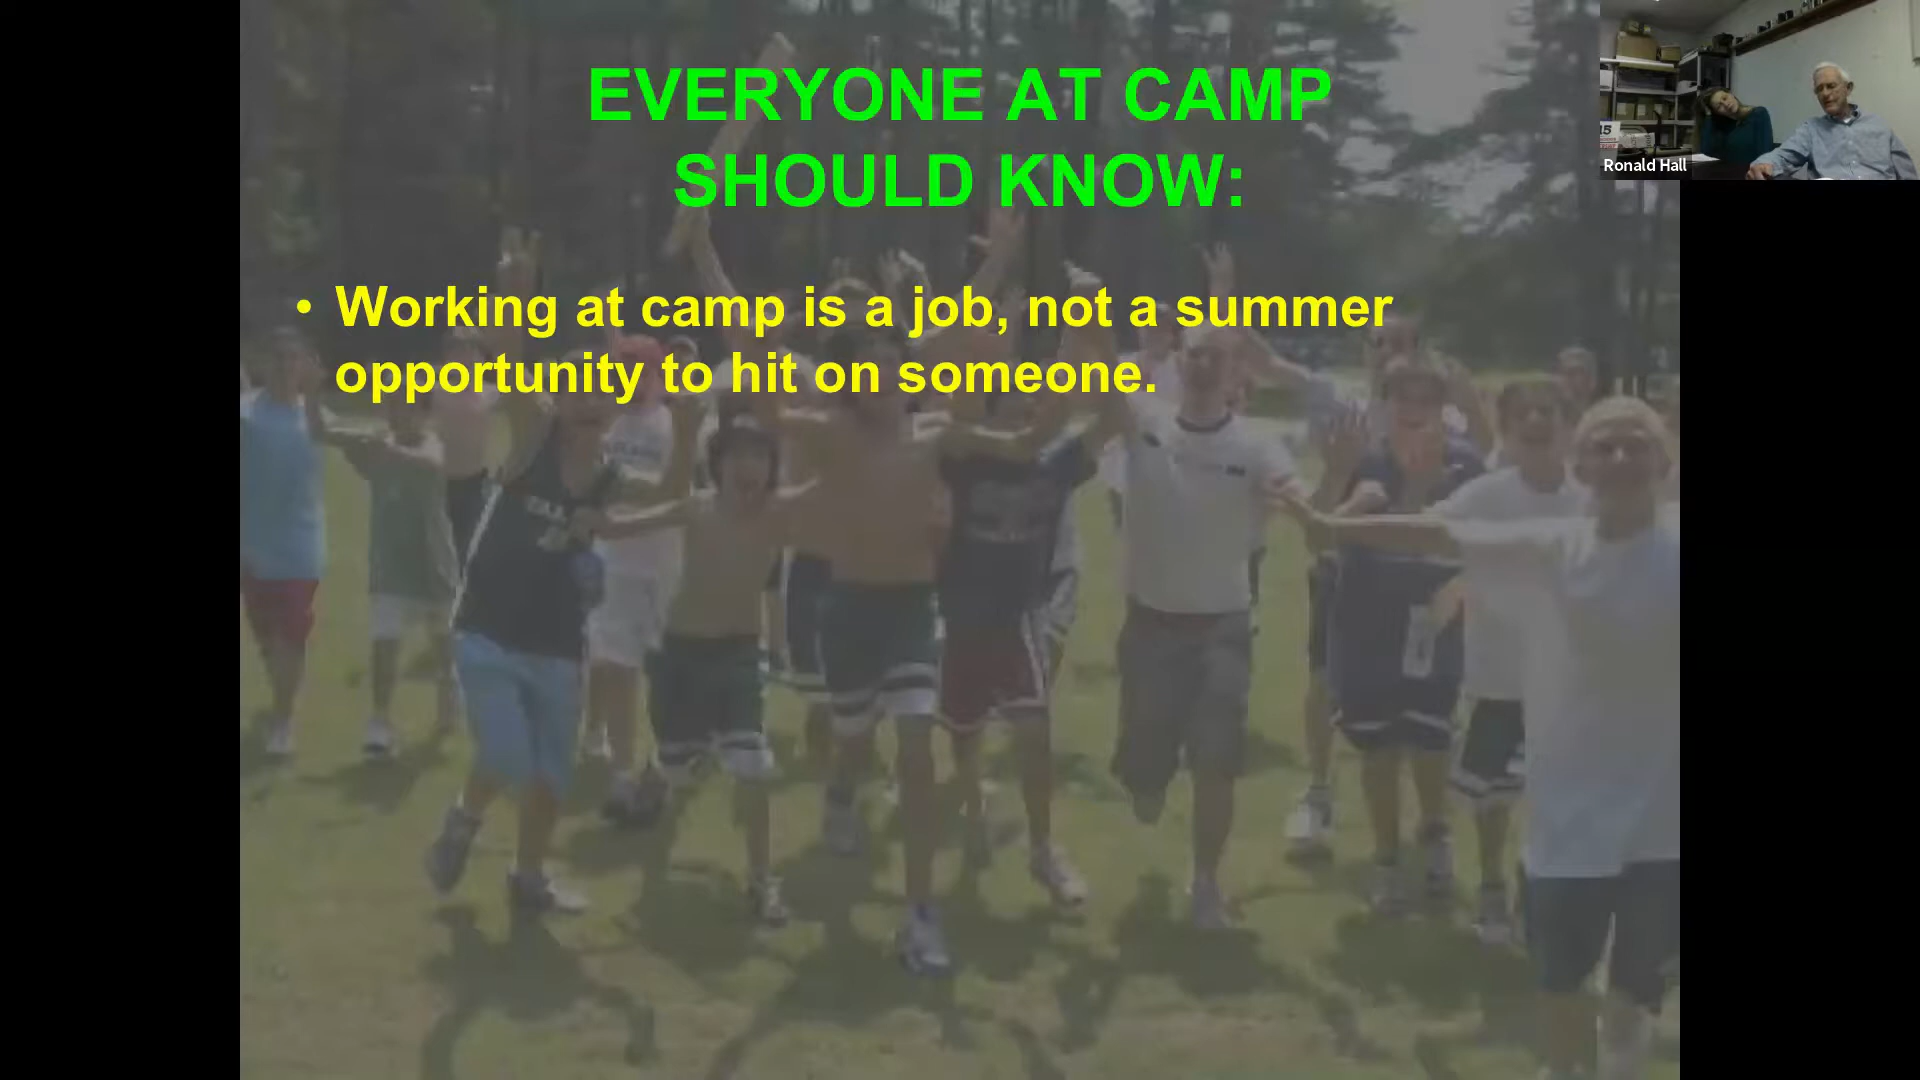 EVERYONE AT CAMP
SHOULD KNOW:
• Working at camp is a job, not a summer
opportunity to hit on someone.
Ronald Hall